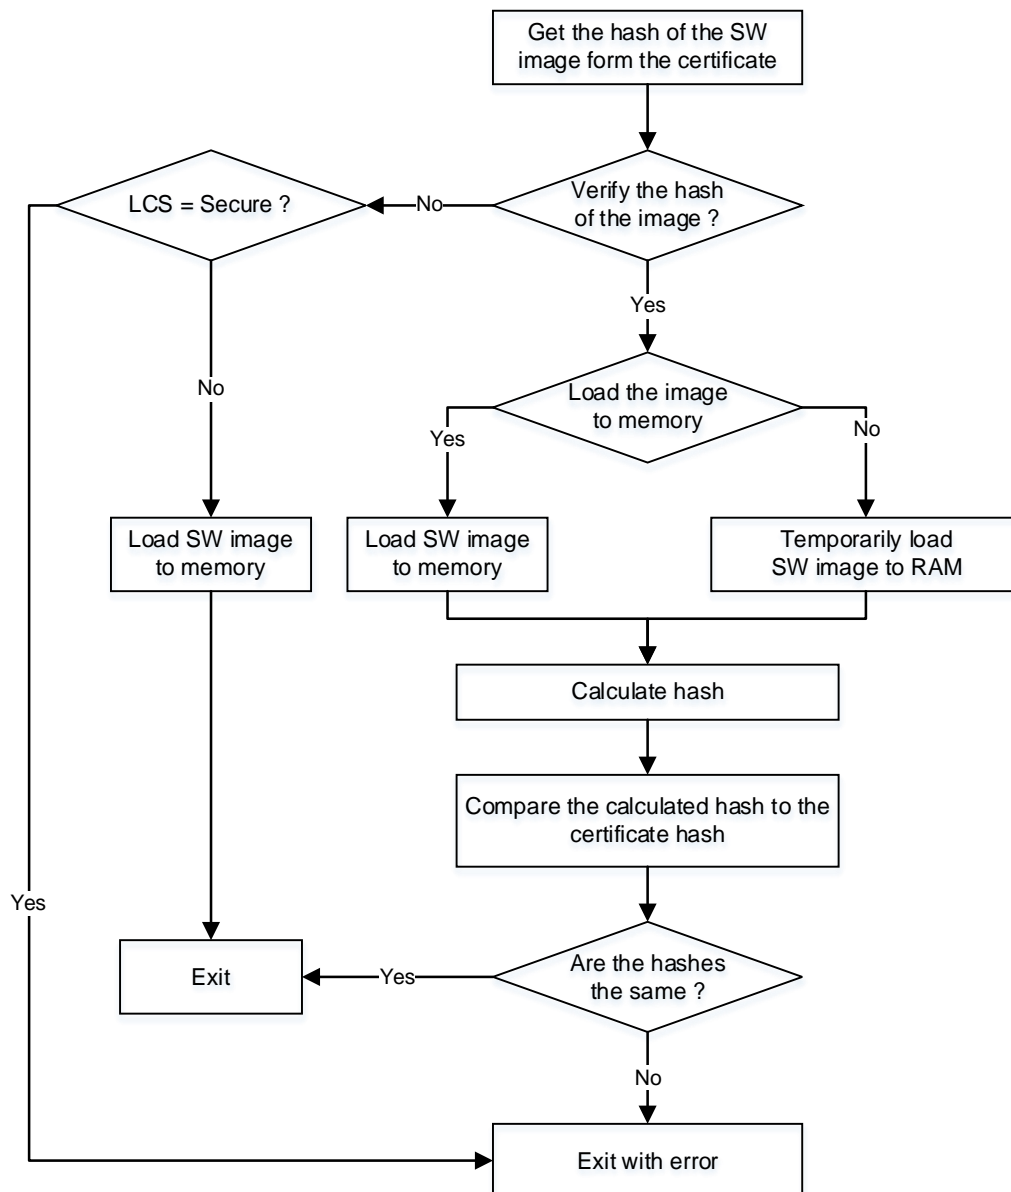 Get the hash of the SW
image form the certificate
LCS = Secure ?
No
Verify the hash
of the image ?
Yes
No
Load the image
to memory
Yes
No
Load SW image
to memory
Load SW image
to memory
Temporarily load
SW image to RAM
Calculate hash
Compare the calculated hash to the
certificate hash
Yes
Exit
Yes
Are the hashes
the same ?
No
Exit with error